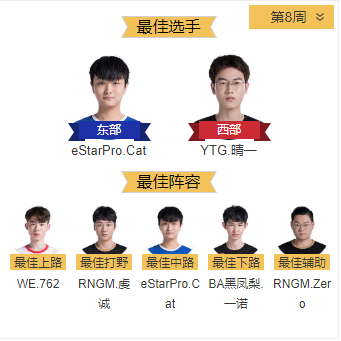 第8周
最佳选手
东部
西部
eStarPro.Cat
YTG.晴一
最佳阵容
最佳上路
最佳打野
最佳中路
最佳下路
最佳辅助
WE.762
RNGM.虔
诚
eStarPro.C
at
BA黑凤梨.
一诺
RNGM.Zer
o